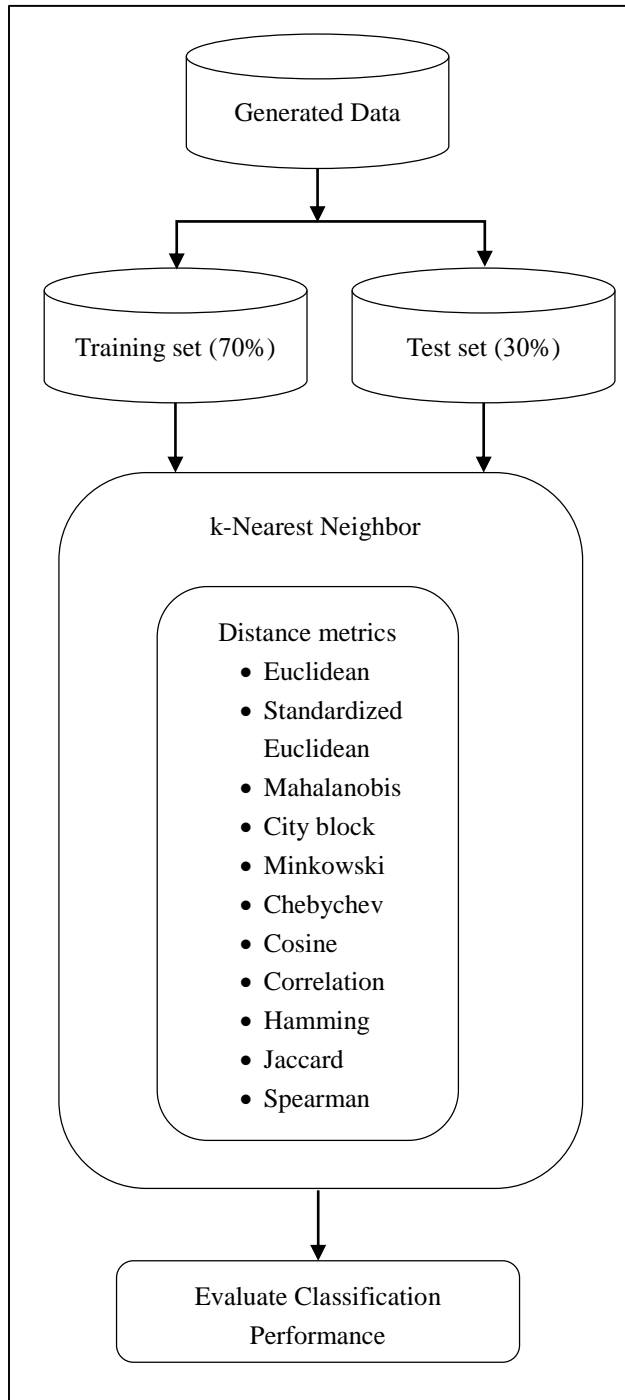 Generated Data
Training set (70%)
Test set (30%)
k-Nearest Neighbor
Distance metrics
• Euclidean
• Standardized
Euclidean
• Mahalanobis
• City block
• Minkowski
• Chebychev
• Cosine
• Correlation
• Hamming
• Jaccard
• Spearman
Evaluate Classification
Performance